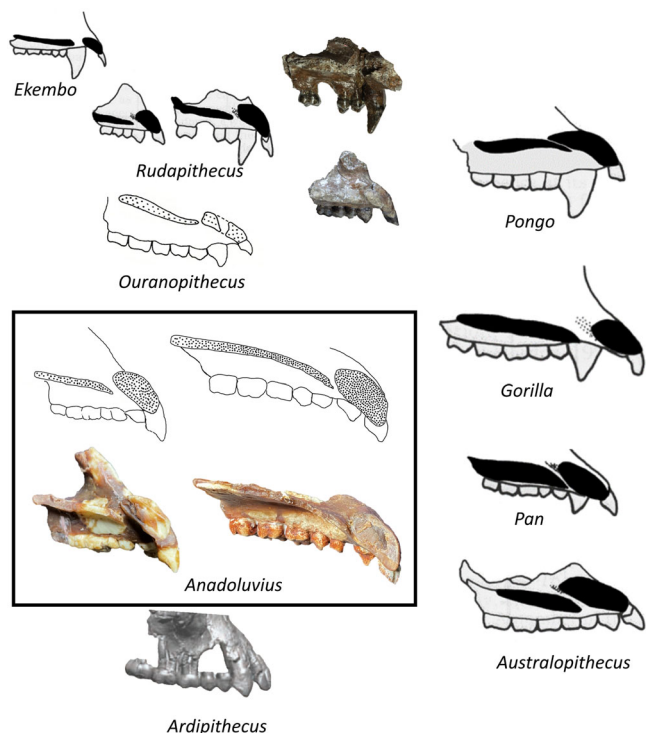 Ekembo
Rudapithecus
Ouranopithecus
Pongo
Gorilla
Pan
Australopithecus
Anadoluvius
Ardipithecus